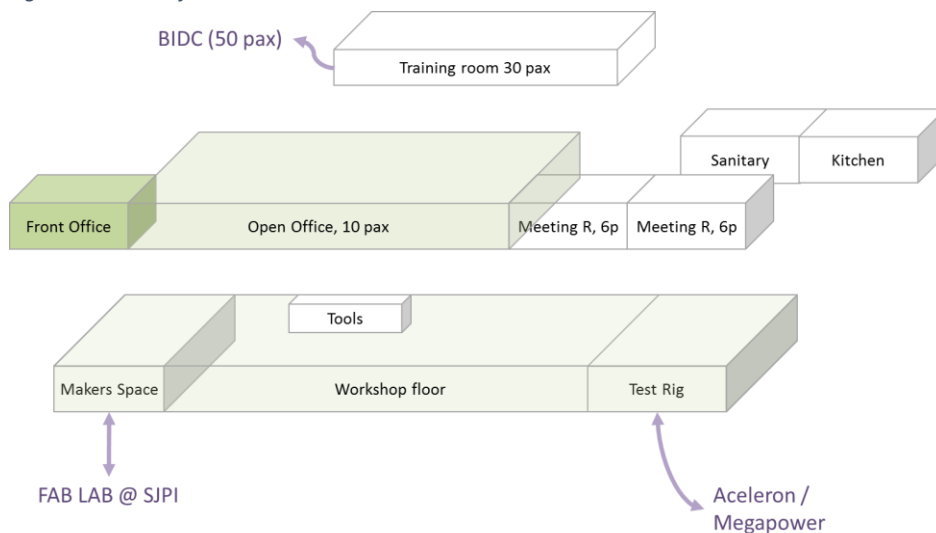 BIDC (50 pax)
Training room 30 pax
Sanitary
Kitchen
Front Office
Open Office, 10 pax
Meeting R, 6p
Meeting R, 6p
Tools
Makers Space
Workshop floor
Test Rig
FAB LAB @ SJPI
Aceleron /
Megapower